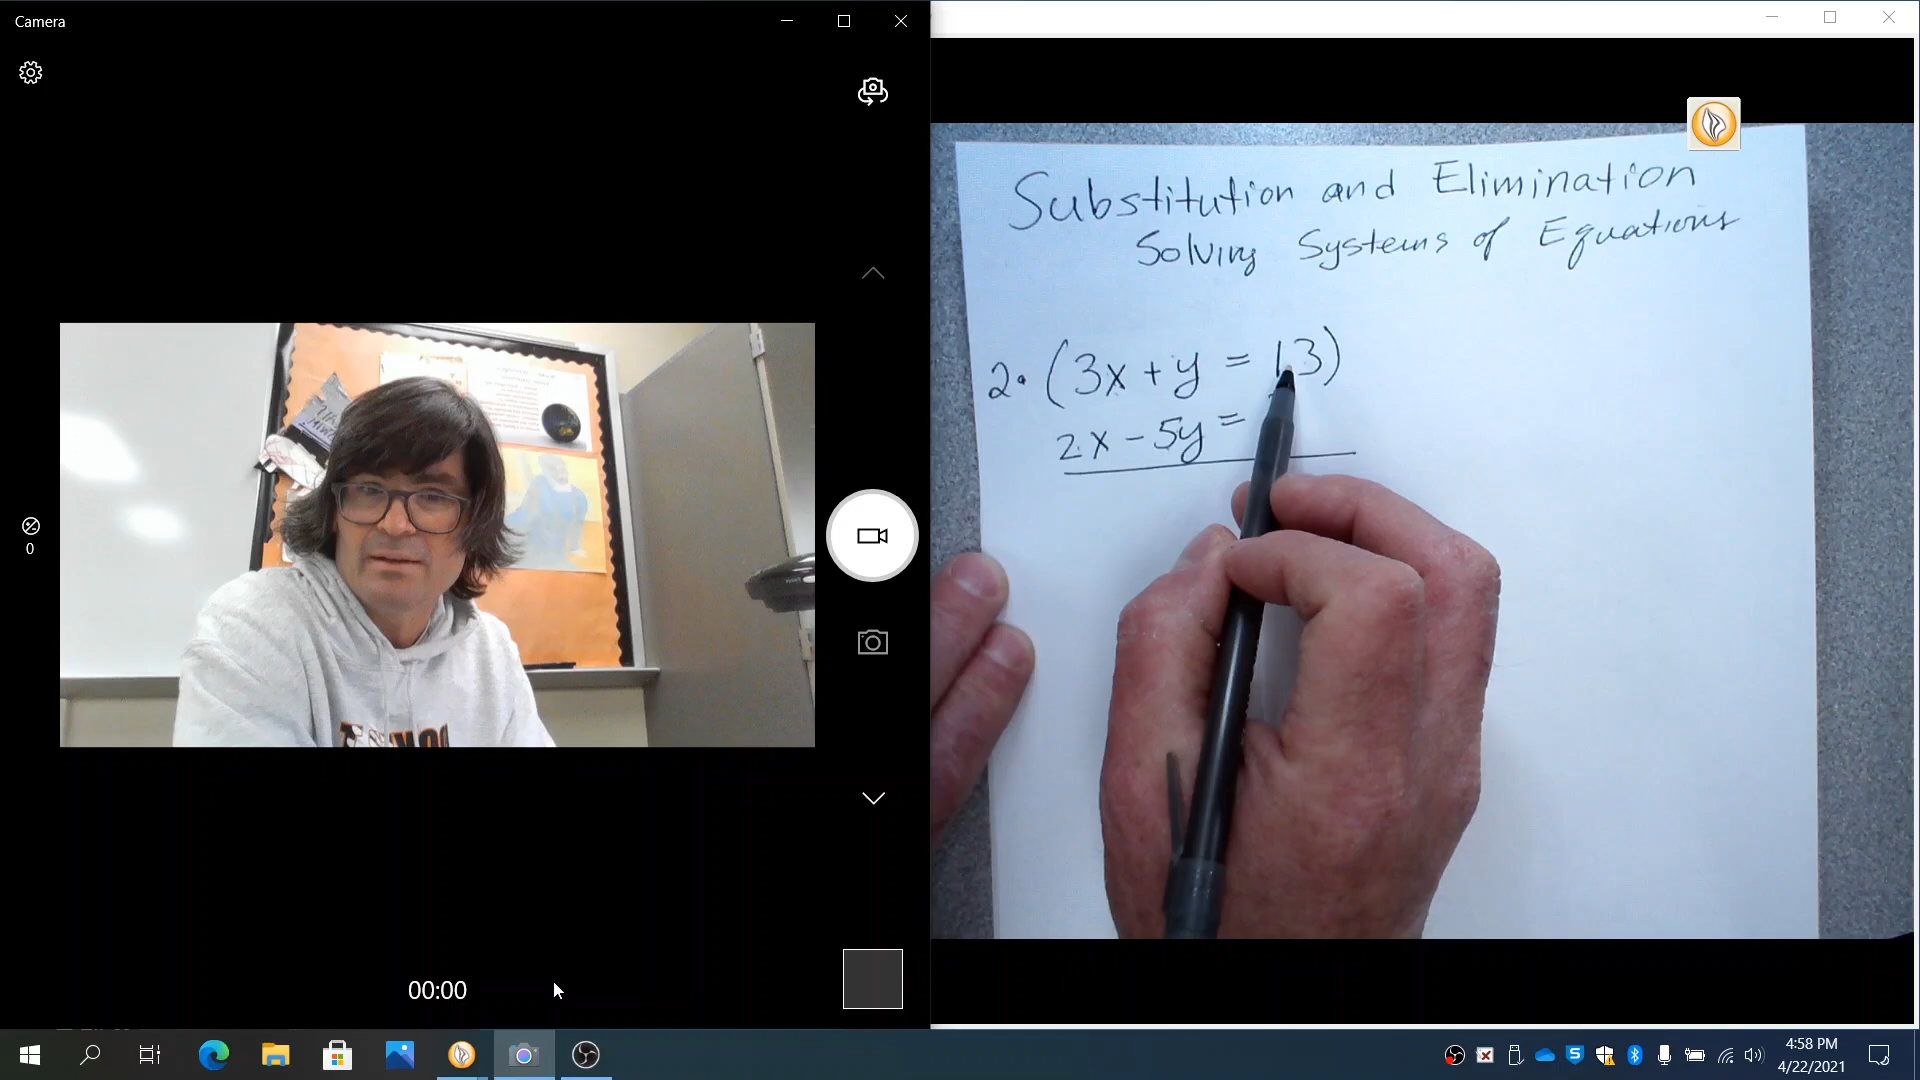 Camera
Substitution and Elimination
Solving Systems of Equations
2 · (3x + y = 13)
2x - 5y =
0
00:00
4:58 PM
4/22/2021